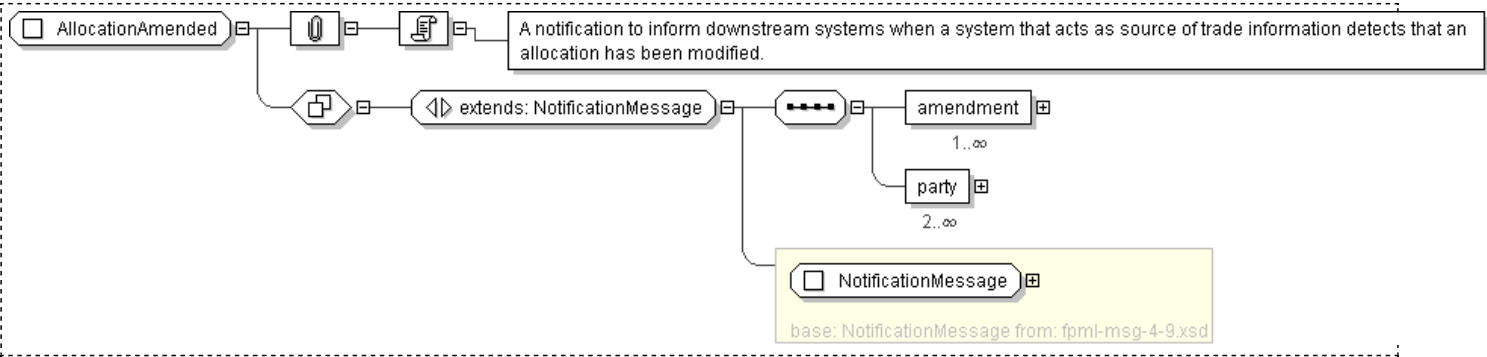 AllocationAmended
A notification to inform downstream systems when a system that acts as source of trade information detects that an
allocation has been modified.
extends: NotificationMessage
amendment
1..∞
party
2..∞
NotificationMessage
base: NotificationMessage from: fpml-msg-4-9.xsd